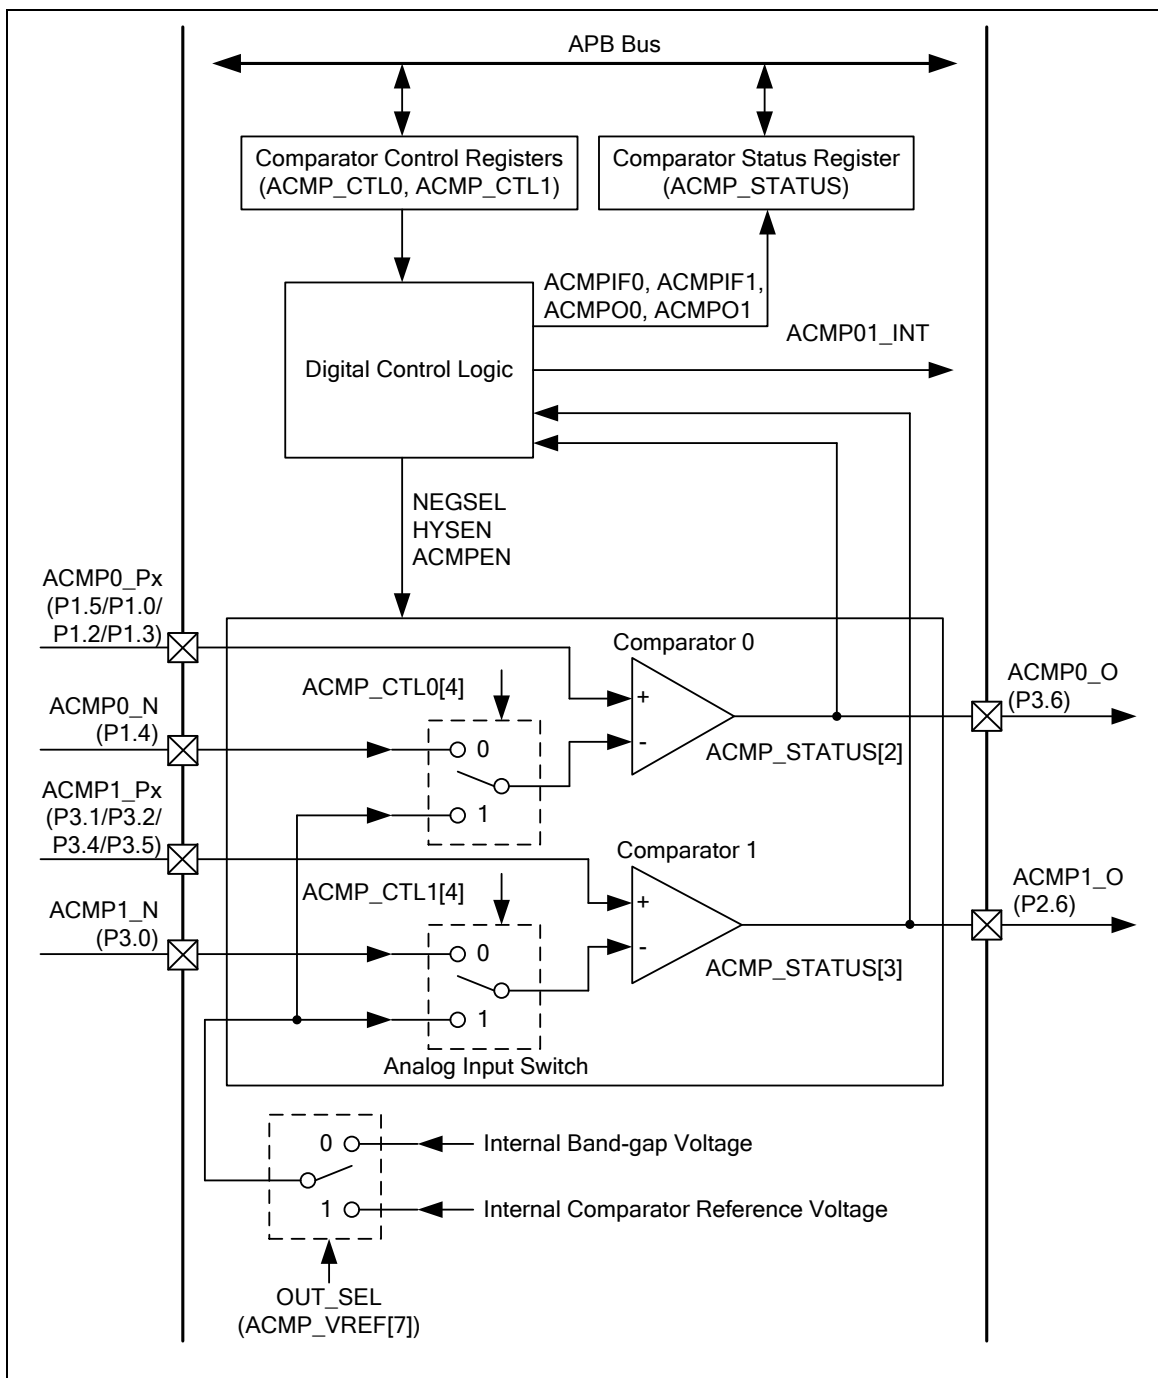 APB Bus
Comparator Control Registers
(ACMP_CTL0, ACMP_CTL1)
Comparator Status Register
(ACMP_STATUS)
ACMPIF0, ACMPIF1,
ACMPO0, ACMPO1
ACMP01_INT
Digital Control Logic
NEGSEL
HYSEN
ACMPEN
ACMP0_Px
(P1.5/P1.0/
P1.2/P1.3)
Comparator 0
ACMP_CTL0[4]
+
-
ACMP0_O
(P3.6)
ACMP0_N
(P1.4)
0
1
ACMP_STATUS[2]
ACMP1_Px
(P3.1/P3.2/
P3.4/P3.5)
Comparator 1
ACMP_CTL1[4]
+
-
ACMP1_O
(P2.6)
ACMP1_N
(P3.0)
0
1
ACMP_STATUS[3]
Analog Input Switch
0
Internal Band-gap Voltage
1
Internal Comparator Reference Voltage
OUT_SEL
(ACMP_VREF[7])